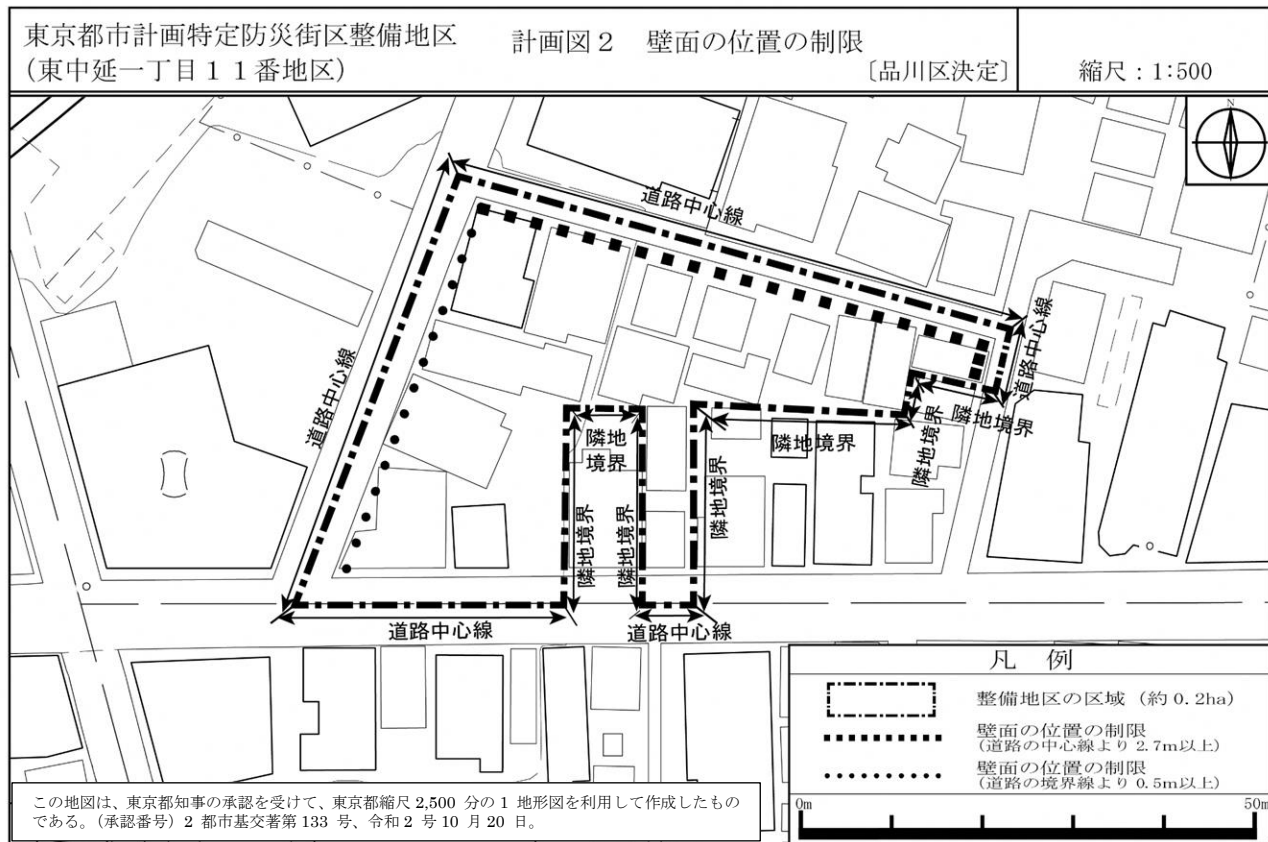 東京都市計画特定防災街区整備地区
(東中延一丁目11番地区)
計画図2 壁面の位置の制限
〔品川区決定〕
縮尺:1:500
N
道路中心線
道路中心線
道路中心線
隣地境界
隣地境界
隣地境界
隣地
境界
隣地境界
隣地境界
隣地境界
道路中心線
道路中心線
凡 例
整備地区の区域 (約 0.2ha)
壁面の位置の制限
(道路の中心線より 2.7m以上)
壁面の位置の制限
(道路の境界線より 0.5m以上)
0m
50m
この地図は、東京都知事の承認を受けて、東京都縮尺 2,500 分の 1 地形図を利用して作成したもの
である。(承認番号) 2 都市基交著第 133 号、令和 2 号 10 月 20 日。